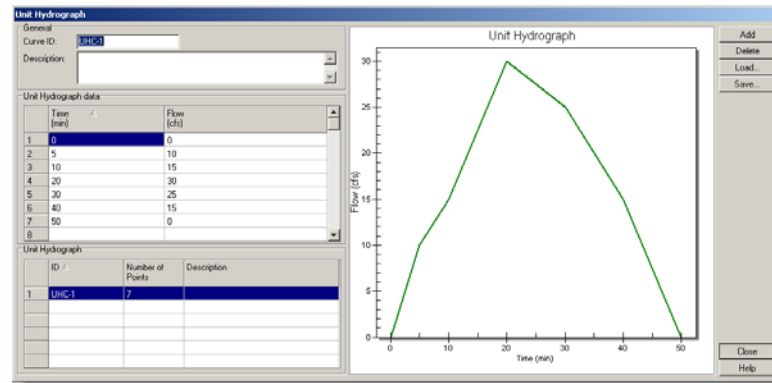 Unit Hydrograph
General
Curve ID: UHC-1
Description:
Unit Hydrograph data
Time (min) Flow (cfs)
1 0 0
2 5 10
3 10 15
4 20 30
5 30 25
6 40 15
7 50 0
8
Unit Hydrograph
ID Number of Points Description
1 UHC-1 7
Unit Hydrograph
Flow (cfs)
30
25
20
15
10
5
0
0 10 20 30 40 50
Time (min)
Add
Delete
Load...
Save...
Close
Help